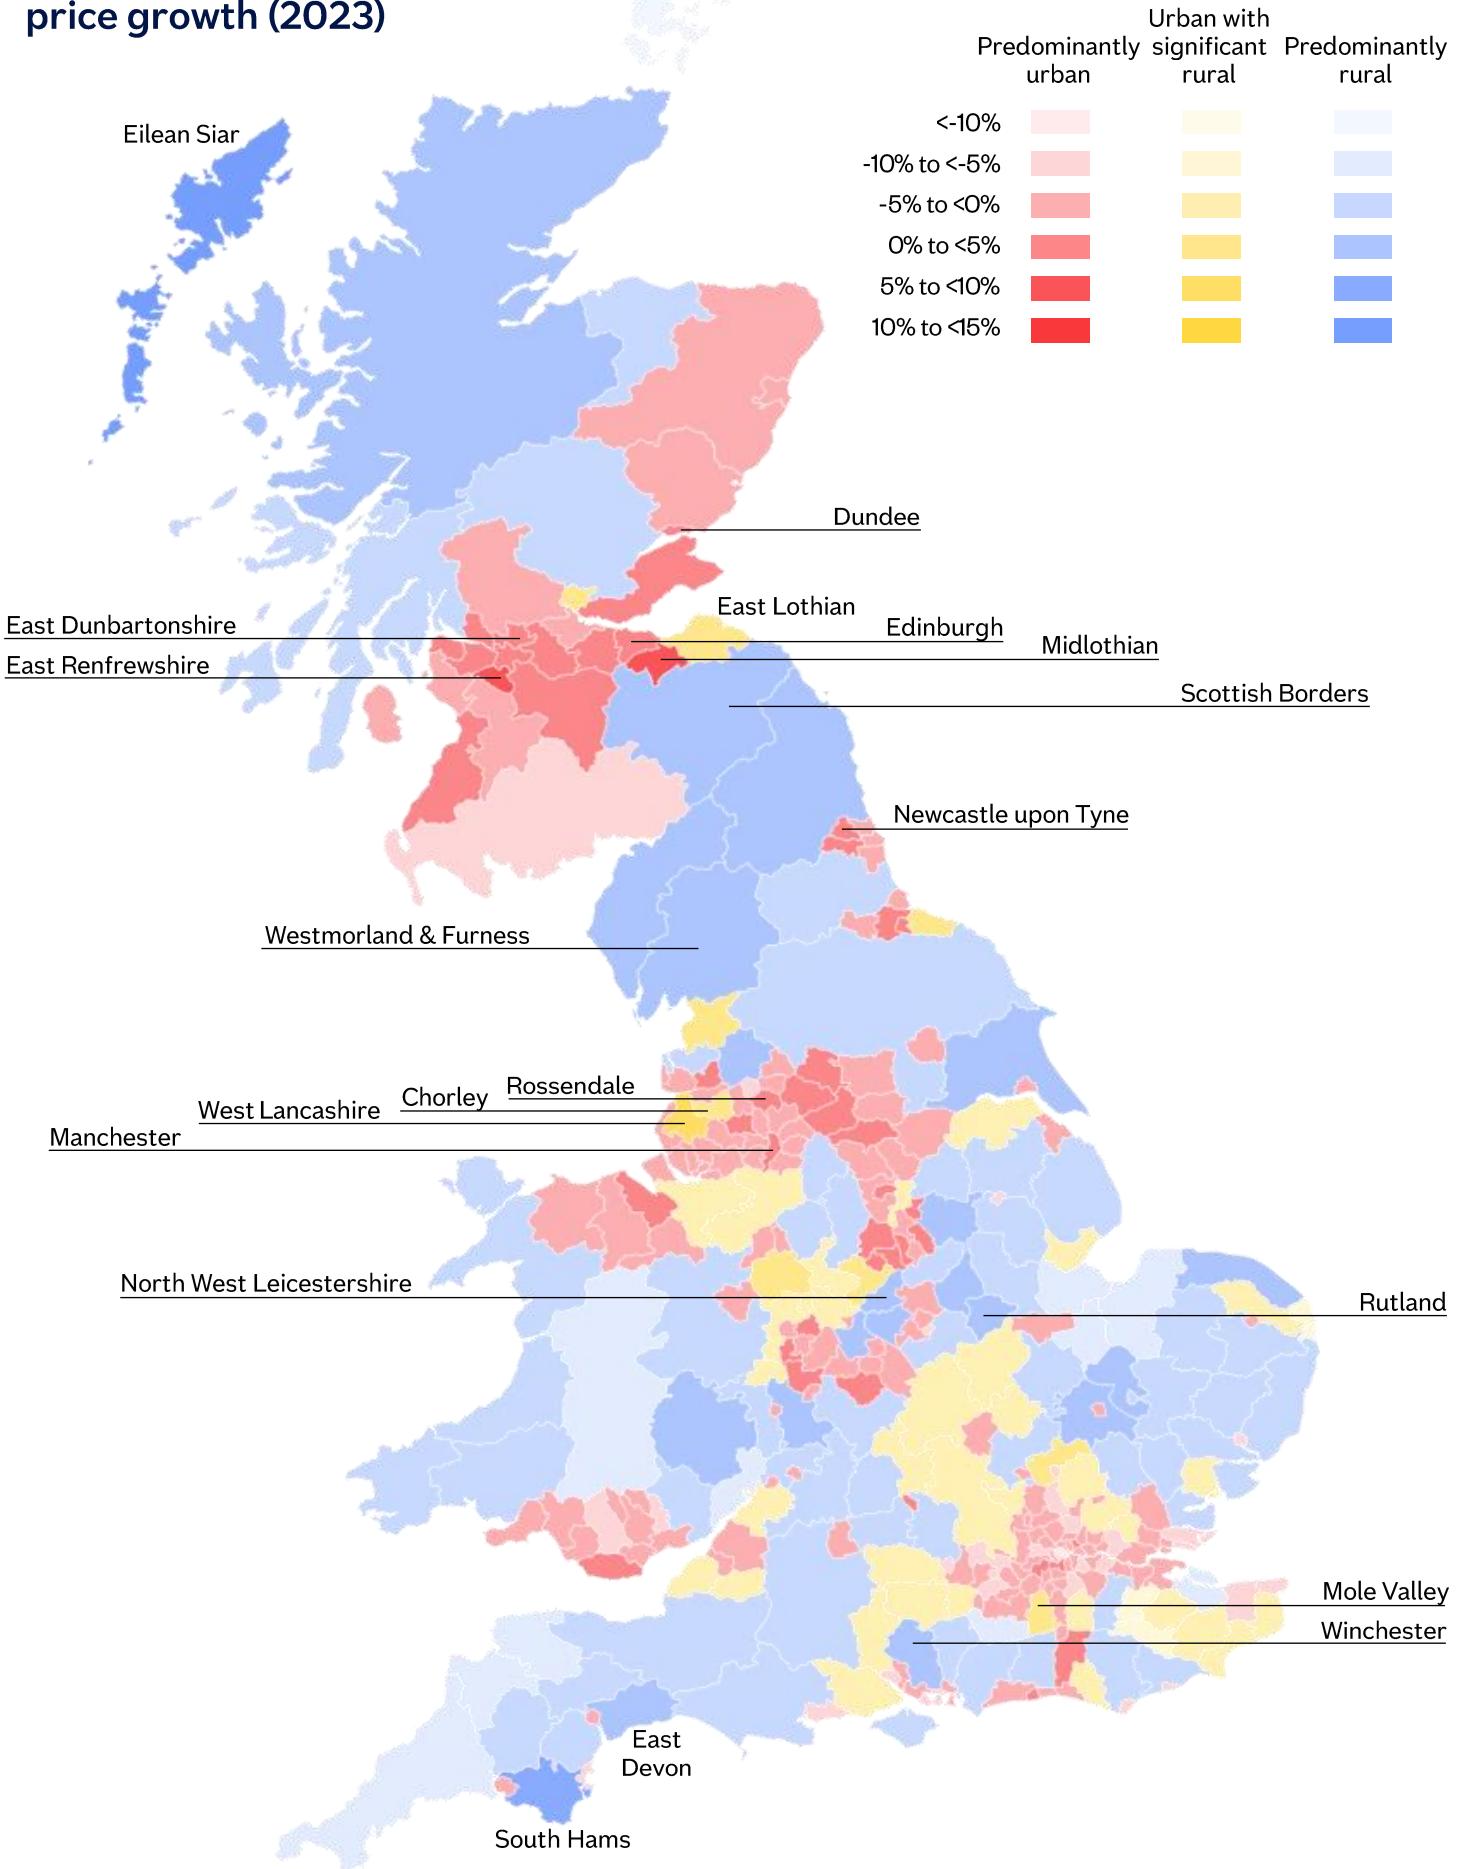 price growth (2023)
Predominantly
urban
Urban with
significant
rural
Predominantly
rural
<-10%
-10% to <-5%
-5% to <0%
0% to <5%
5% to <10%
10% to <15%
Eilean Siar
Dundee
East Lothian
East Dunbartonshire
Edinburgh
Midlothian
East Renfrewshire
Scottish Borders
Newcastle upon Tyne
Westmorland & Furness
Rossendale
Chorley
West Lancashire
Manchester
North West Leicestershire
Rutland
Mole Valley
Winchester
East
Devon
South Hams